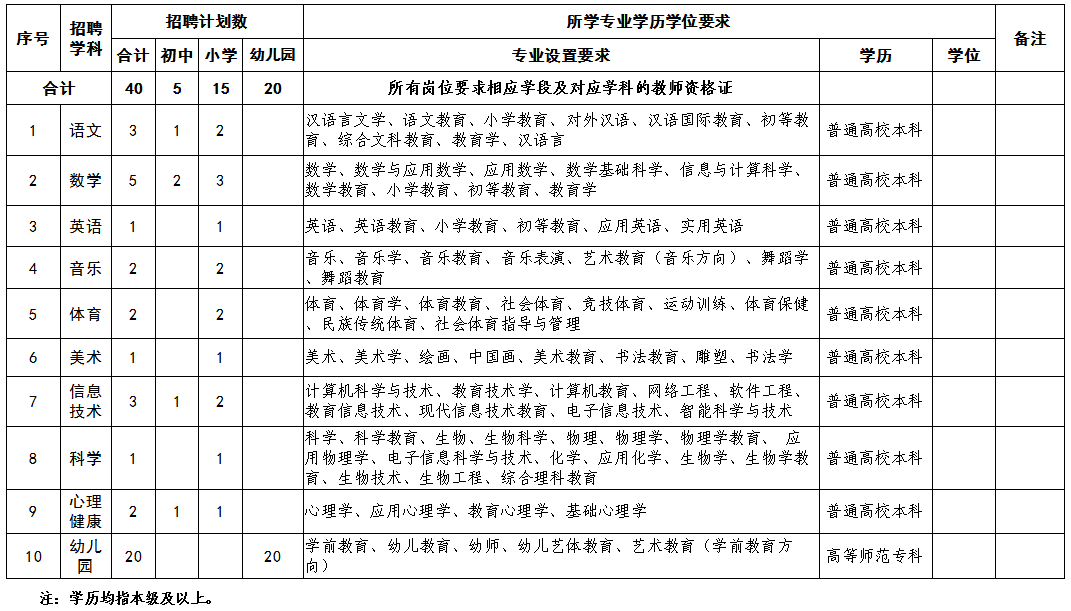 序号 招聘学科 招聘计划数 所学专业学历学位要求 备注
合计 初中 小学 幼儿园 专业设置要求 学历 学位
合计 40 5 15 20 所有岗位要求相应学段及对应学科的教师资格证
1 语文 3 1 2 汉语言文学、语文教育、小学教育、对外汉语、汉语国际教育、初等教 普通高校本科
育、综合文科教育、教育学、汉语言
2 数学 5 2 3 数学、数学与应用数学、应用数学、数学基础科学、信息与计算科学、 普通高校本科
数学教育、小学教育、初等教育、教育学
3 英语 1 1 英语、英语教育、小学教育、初等教育、应用英语、实用英语 普通高校本科
4 音乐 2 2 音乐、音乐学、音乐教育、音乐表演、艺术教育（音乐方向）、舞蹈学 普通高校本科
、舞蹈教育
5 体育 2 2 体育、体育学、体育教育、社会体育、竞技体育、运动训练、体育保健 普通高校本科
、民族传统体育、社会体育指导与管理
6 美术 1 1 美术、美术学、绘画、中国画、美术教育、书法教育、雕塑、书法学 普通高校本科
7 信息技术 3 1 2 计算机科学与技术、教育技术学、计算机教育、网络工程、软件工程、 普通高校本科
教育信息技术、现代信息技术教育、电子信息技术、智能科学与技术
8 科学 1 1 科学、科学教育、生物、生物科学、物理、物理学、物理学教育、 应 普通高校本科
用物理学、电子信息科学与技术、化学、应用化学、生物学、生物学教
育、生物技术、生物工程、综合理科教育
9 心理健康 2 1 1 心理学、应用心理学、教育心理学、基础心理学 普通高校本科
10 幼儿园 20 20 学前教育、幼儿教育、幼师、幼儿艺体教育、艺术教育（学前教育方 高等师范专科
向）
注：学历均指本级及以上。